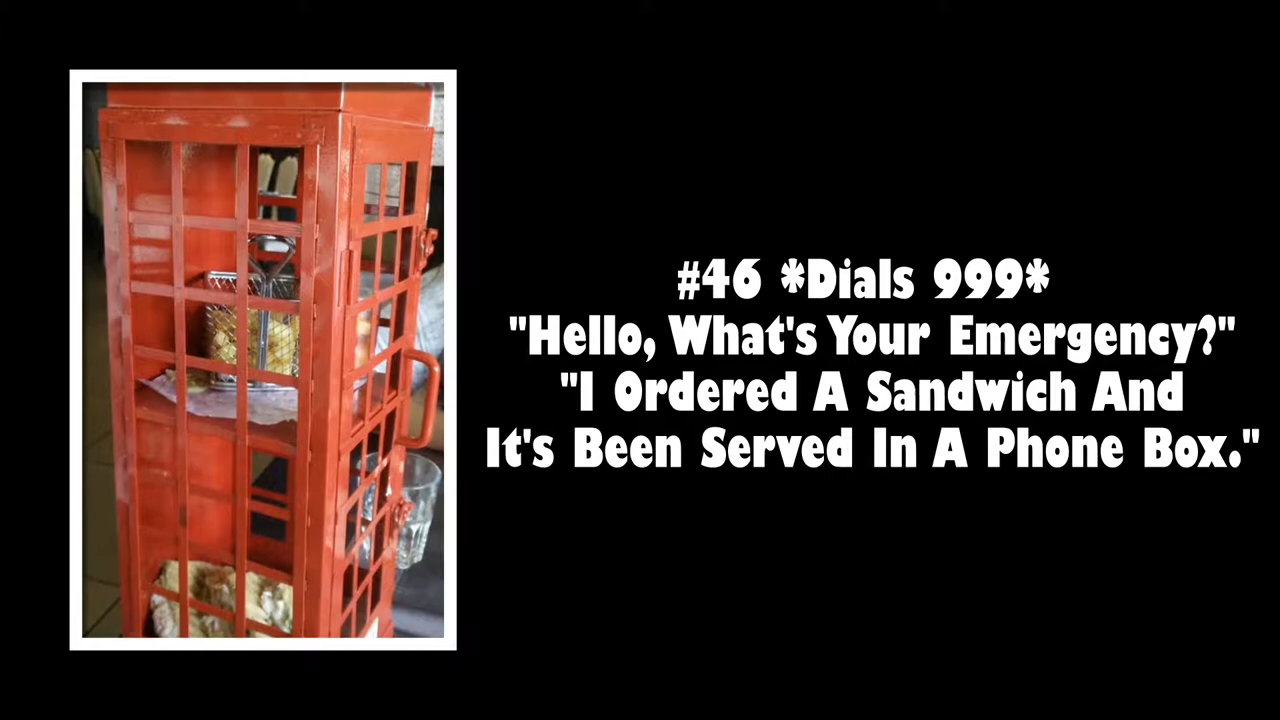 #46 *Dials 999*
"Hello, What's Your Emergency?"
"I Ordered A Sandwich And
It's Been Served In A Phone Box."